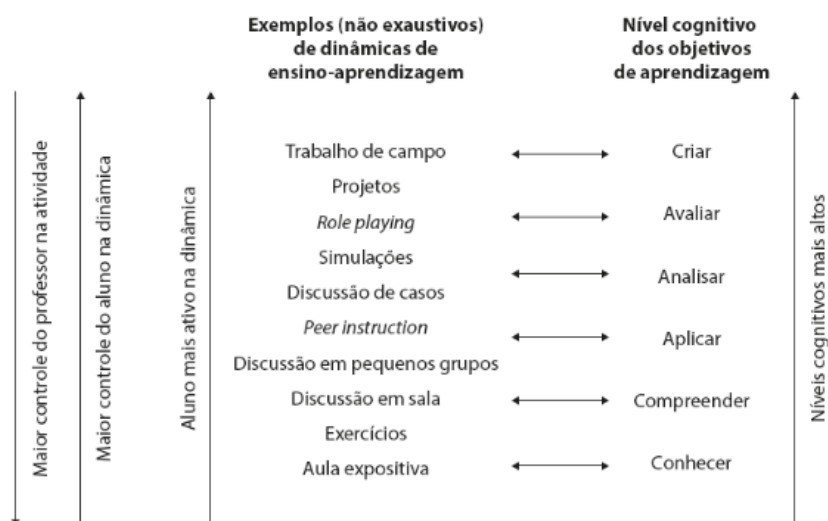 Exemplos (não exaustivos)
de dinâmicas de
ensino-aprendizagem
Nível cognitivo
dos objetivos
de aprendizagem
Maior controle do professor na atividade
Maior controle do aluno na dinâmica
Aluno mais ativo na dinâmica
Trabalho de campo
Projetos
Role playing
Simulações
Discussão de casos
Peer instruction
Discussão em pequenos grupos
Discussão em sala
Exercícios
Aula expositiva
Criar
Avaliar
Analisar
Aplicar
Compreender
Conhecer
Níveis cognitivos mais altos